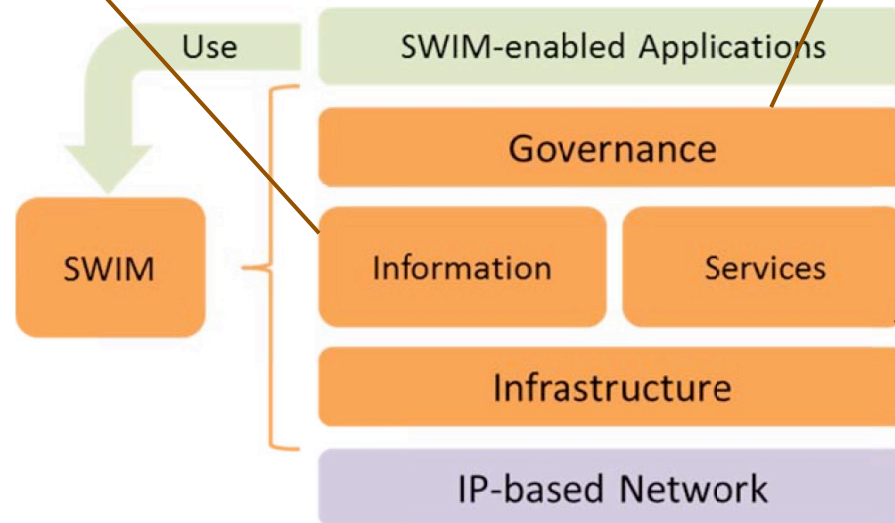 Use
SWIM-enabled Applications
Governance
SWIM
Information
Services
Infrastructure
IP-based Network